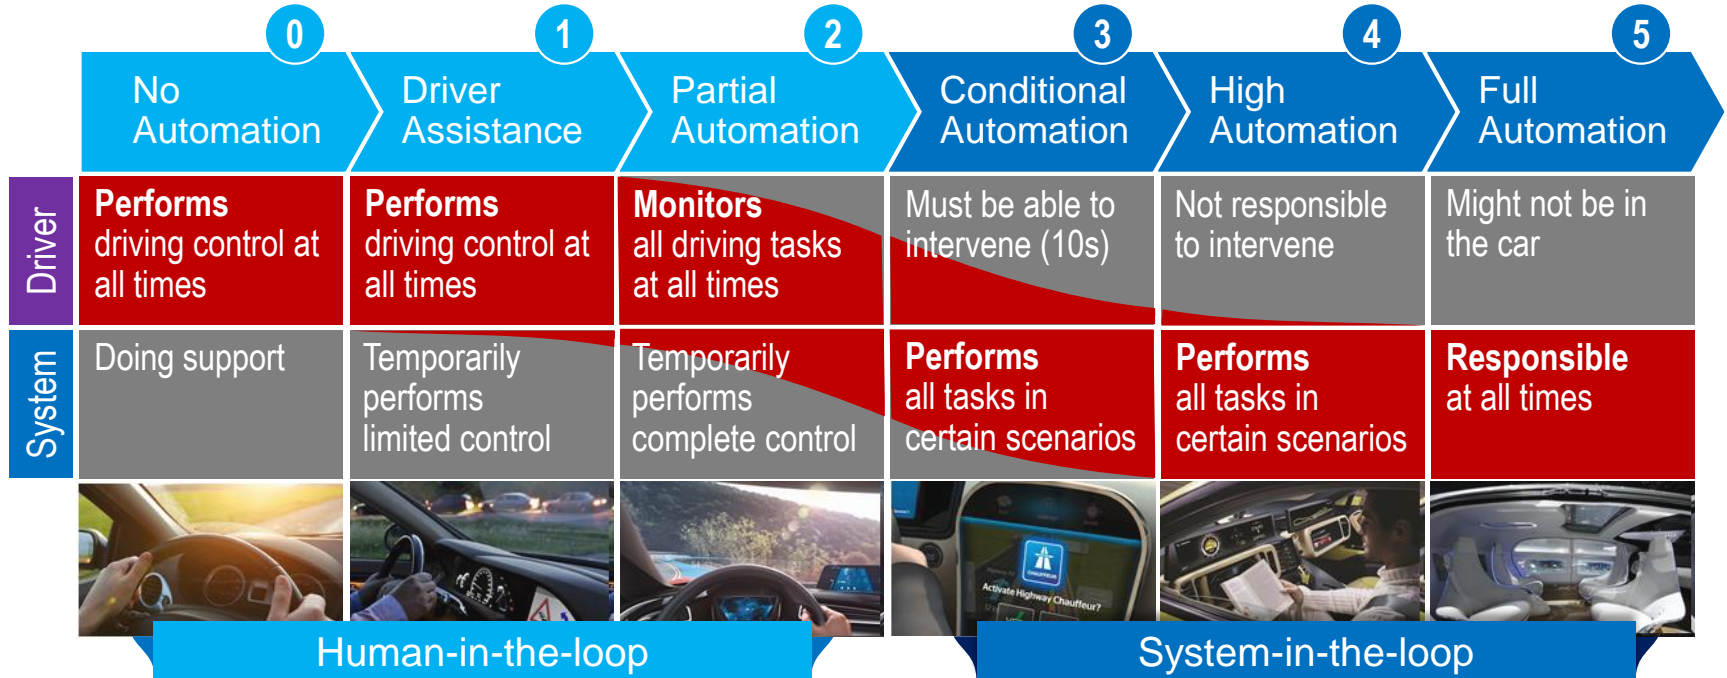 0
1
2
3
4
5
No
Automation
Driver
Assistance
Partial
Automation
Conditional
Automation
High
Automation
Full
Automation
Driver
Performs
driving control at
all times
Performs
driving control at
all times
Monitors
all driving tasks
at all times
Must be able to
intervene (10s)
Not responsible
to intervene
Might not be in
the car
System
Doing support
Temporarily
performs
limited control
Temporarily
performs
complete control
Performs
all tasks in
certain scenarios
Performs
all tasks in
certain scenarios
Responsible
at all times
CHAUFFEUR
Activate Highway Chauffeur?
Human-in-the-loop
System-in-the-loop